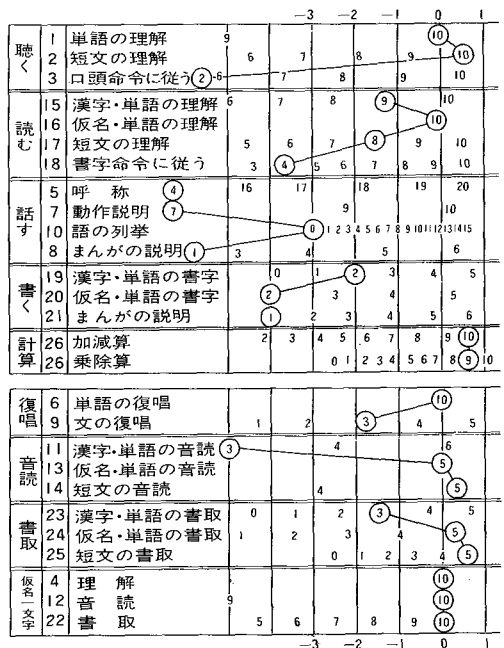 −3 −2 −1 0 1
聴く 1 単語の理解 9 10
2 短文の理解 6 7 8 9 10
3 口頭命令に従う 2 6 7 8 9 10
読む 15 漢字・単語の理解 6 7 8 9 10
16 仮名・単語の理解 10
17 短文の理解 5 6 7 8 9 10
18 書字命令に従う 3 4 5 6 7 8 9 10
話す 5 呼称 4 16 17 18 19 20
7 動作説明 7 9 10
10 語の列挙 0 1 2 3 4 5 6 7 8 9 10 11 12 13 14 15
8 まんがの説明 1 3 4 5 6
書く 19 漢字・単語の書字 0 1 2 3 4 5
20 仮名・単語の書字 2 3 4 5
21 まんがの説明 1 2 3 4 5 6
計算 26 加減算 2 3 4 5 6 7 8 9 10
26 乗除算 0 1 2 3 4 5 6 7 8 9 10
復唱 6 単語の復唱 10
9 文の復唱 1 2 3 4 5
音読 11 漢字・単語の音読 3 4 6
13 仮名・単語の音読 5
14 短文の音読 4 5
書取 23 漢字・単語の書取 0 1 2 3 4 5
24 仮名・単語の書取 1 2 3 4 5
25 短文の書取 0 1 2 3 4 5
仮名一文字 4 理解 10
12 音読 9 10
22 書取 5 6 7 8 9 10
−3 −2 −1 0 1